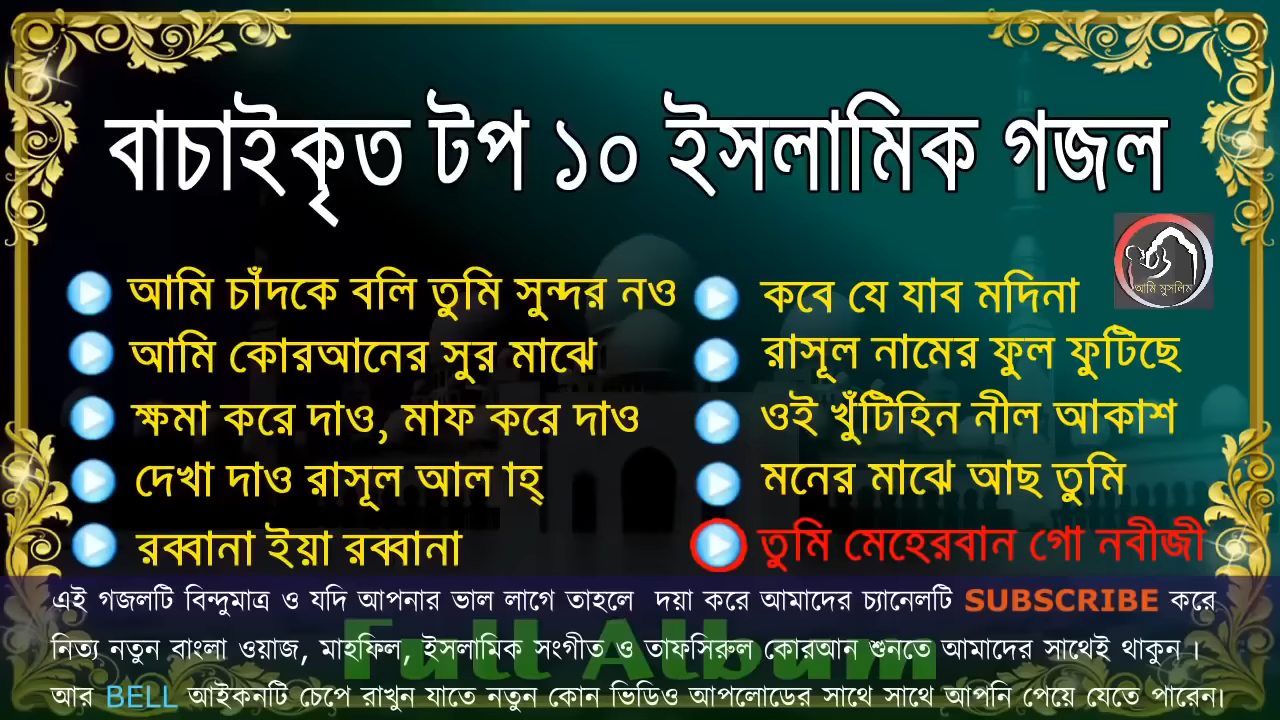 বাচাইকৃত টপ ১০ ইসলামিক গজল
আমি মুসলিম
আমি চাঁদকে বলি তুমি সুন্দর নও
আমি কোরআনের সুর মাঝে
ক্ষমা করে দাও, মাফ করে দাও
দেখা দাও রাসূল আল াহ্
রব্বানা ইয়া রব্বানা
কবে যে যাব মদিনা
রাসূল নামের ফুল ফুটিছে
ওই খুঁটিহিন নীল আকাশ
মনের মাঝে আছ তুমি
তুমি মেহেরবান গো নবীজী
এই গজলটি বিন্দুমাত্র ও যদি আপনার ভাল লাগে তাহলে দয়া করে আমাদের চ্যানেলটি SUBSCRIBE করে
নিত্য নতুন বাংলা ওয়াজ, মাহফিল, ইসলামিক সংগীত ও তাফসিরুল কোরআন শুনতে আমাদের সাথেই থাকুন ।
Full Album
আর BELL আইকনটি চেপে রাখুন যাতে নতুন কোন ভিডিও আপলোডের সাথে সাথে আপনি পেয়ে যেতে পারেন।